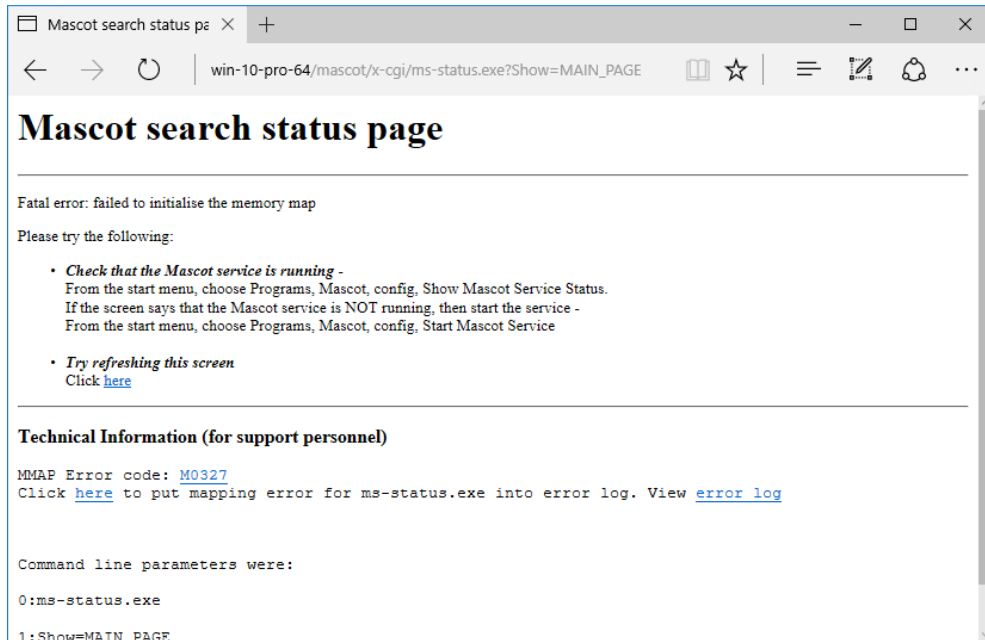 Mascot search status pa
win-10-pro-64/mascot/x-cgi/ms-status.exe?Show=MAIN_PAGE
Mascot search status page
Fatal error: failed to initialise the memory map
Please try the following:
• Check that the Mascot service is running -
From the start menu, choose Programs, Mascot, config, Show Mascot Service Status.
If the screen says that the Mascot service is NOT running, then start the service -
From the start menu, choose Programs, Mascot, config, Start Mascot Service
• Try refreshing this screen
Click here
Technical Information (for support personnel)
MMAP Error code: M0327
Click here to put mapping error for ms-status.exe into error log. View error log
Command line parameters were:
0:ms-status.exe
1:Show=MAIN_PAGE